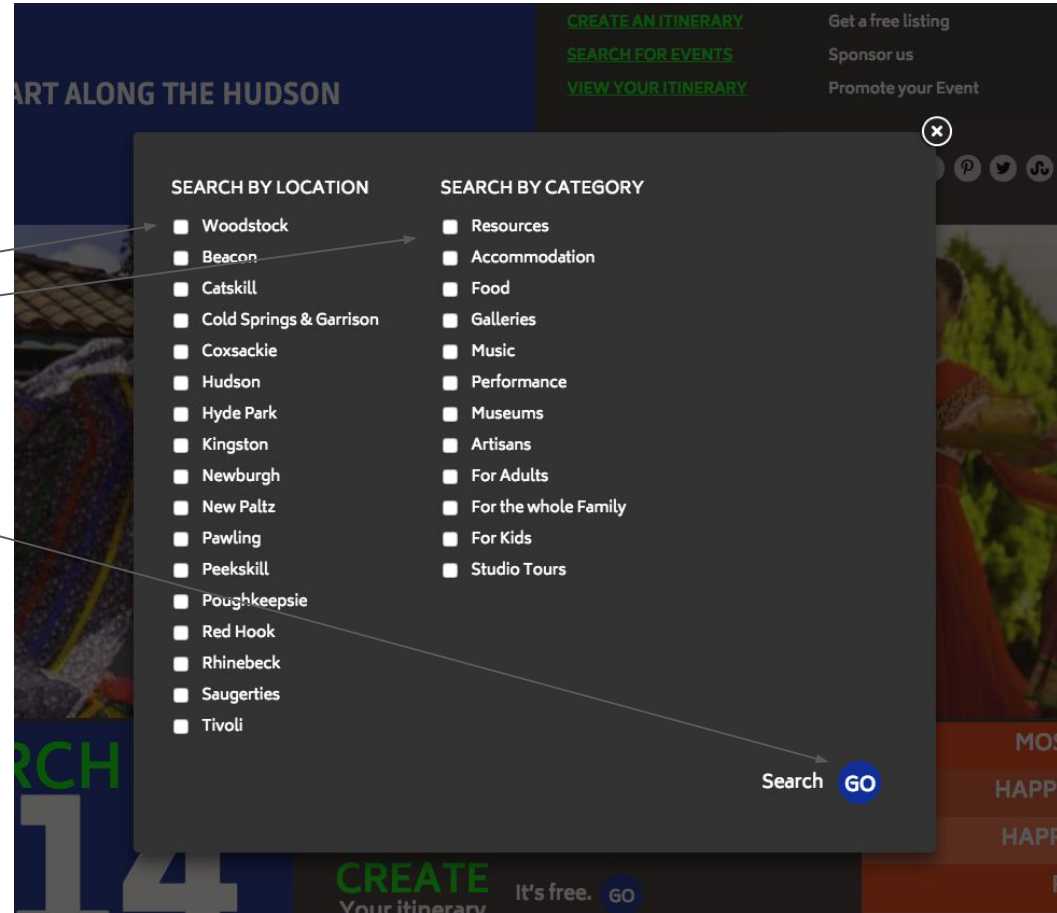 CREATE AN ITINERARY
SEARCH FOR EVENTS
VIEW YOUR ITINERARY
Get a free listing
Sponsor us
Promote your Event
ART ALONG THE HUDSON
SEARCH BY LOCATION
Woodstock
Beacon
Catskill
Cold Springs & Garrison
Coxsackie
Hudson
Hyde Park
Kingston
Newburgh
New Paltz
Pawling
Peekskill
Poughkeepsie
Red Hook
Rhinebeck
Saugerties
Tivoli
SEARCH BY CATEGORY
Resources
Accommodation
Food
Galleries
Music
Performance
Museums
Artisans
For Adults
For the whole Family
For Kids
Studio Tours
Search GO
RCH
14
CREATE
Your itinerary
It's free. GO
MOS
HAPP
HAPP